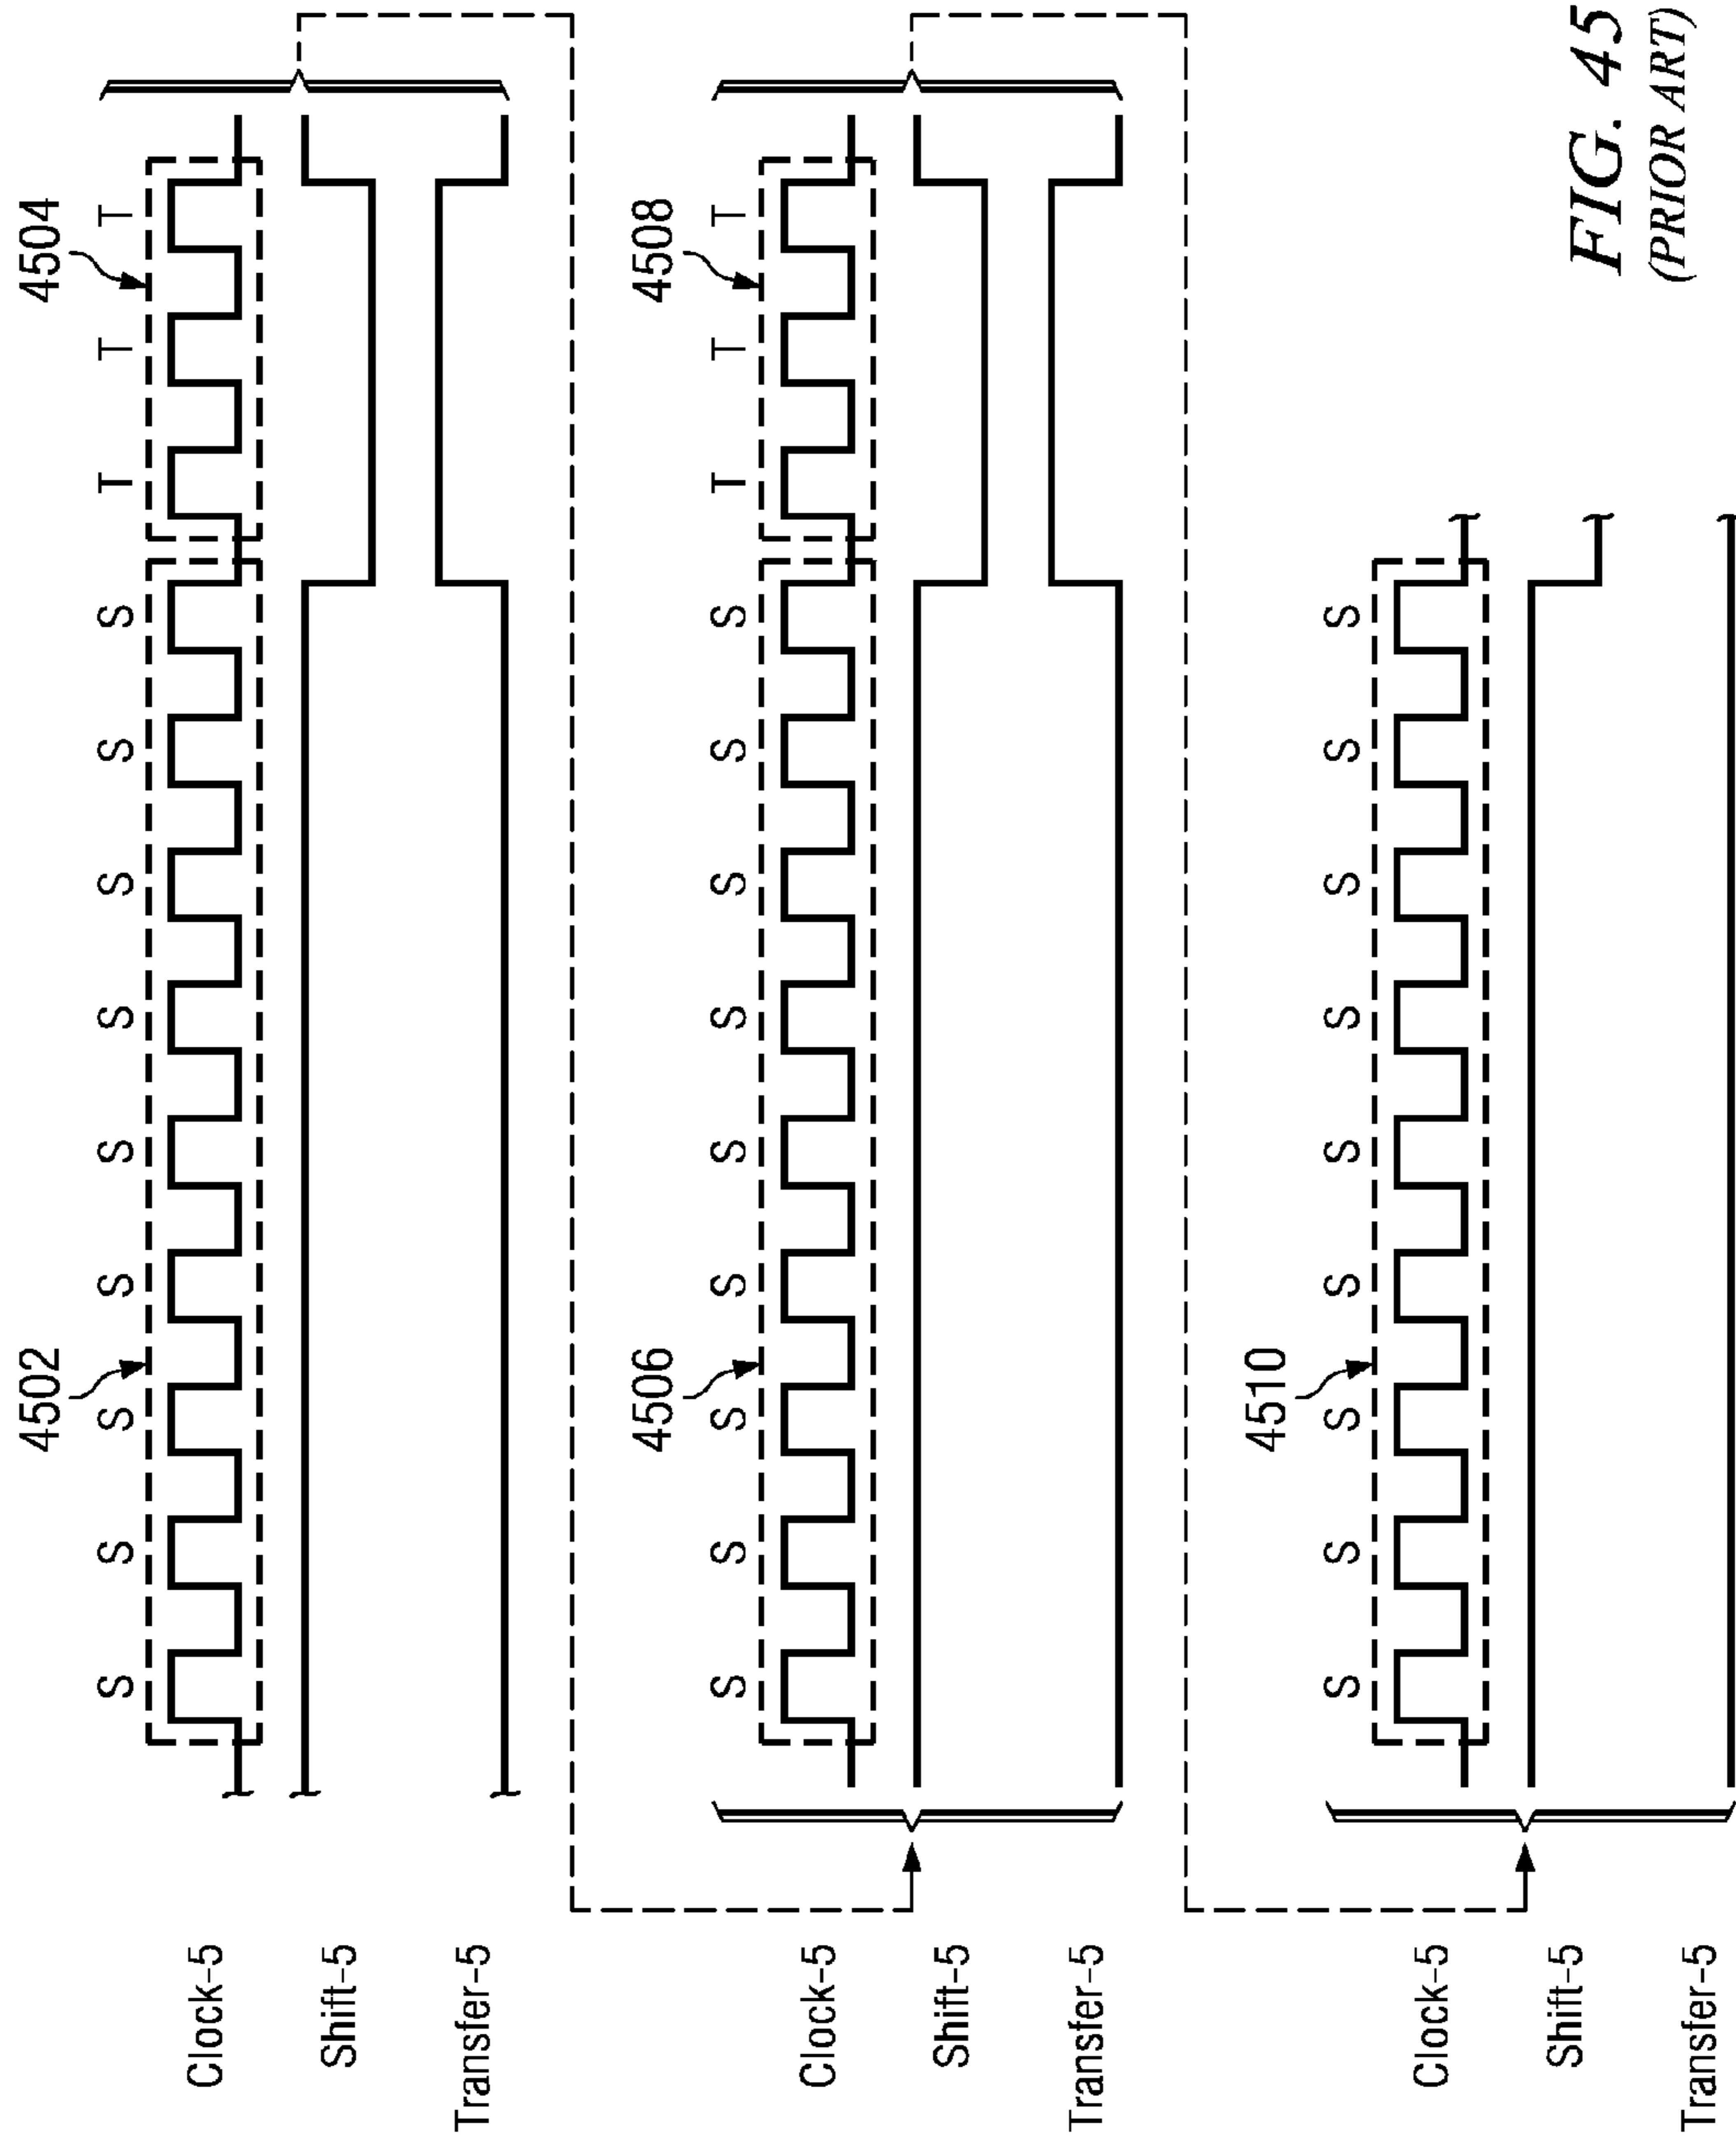 4502
4504
S S S S S S S S S T T T
Clock-5
Shift-5
Transfer-5
4506
4508
S S S S S S S S S T T T
Clock-5
Shift-5
Transfer-5
4510
S S S S S S S S S
Clock-5
Shift-5
Transfer-5
FIG. 45
(PRIOR ART)